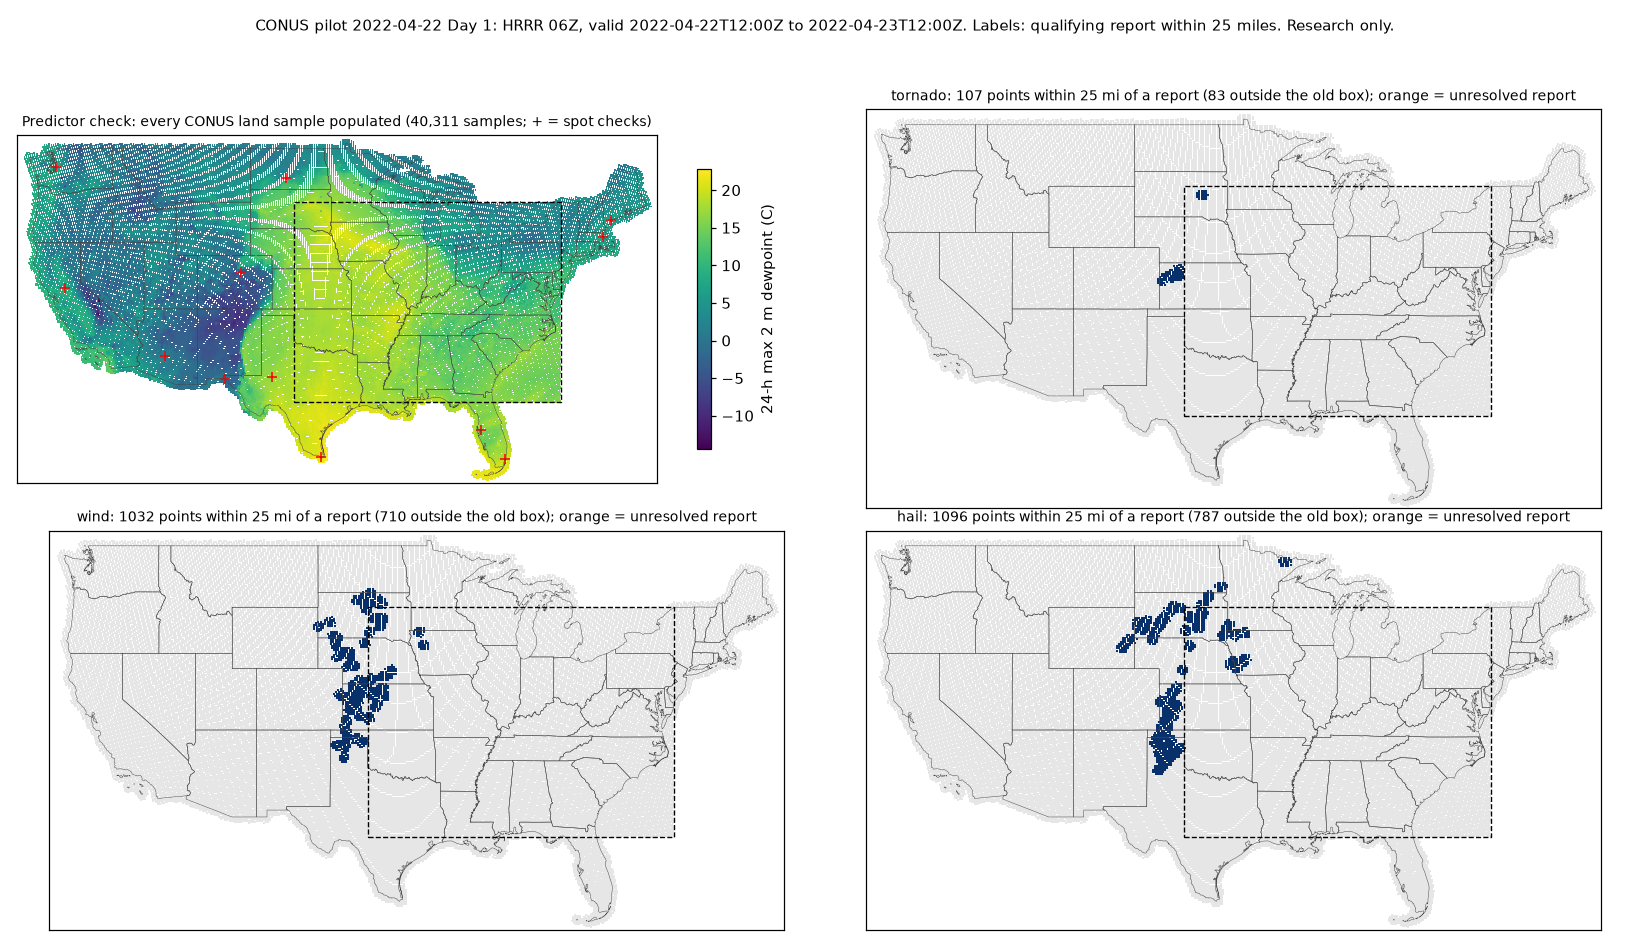 CONUS pilot 2022-04-22 Day 1: HRRR 06Z, valid 2022-04-22T12:00Z to 2022-04-23T12:00Z. Labels: qualifying report within 25 miles. Research only.
Predictor check: every CONUS land sample populated (40,311 samples; + = spot checks)
20
15
10
5
0
−5
−10
24-h max 2 m dewpoint (C)
tornado: 107 points within 25 mi of a report (83 outside the old box); orange = unresolved report
wind: 1032 points within 25 mi of a report (710 outside the old box); orange = unresolved report
hail: 1096 points within 25 mi of a report (787 outside the old box); orange = unresolved report